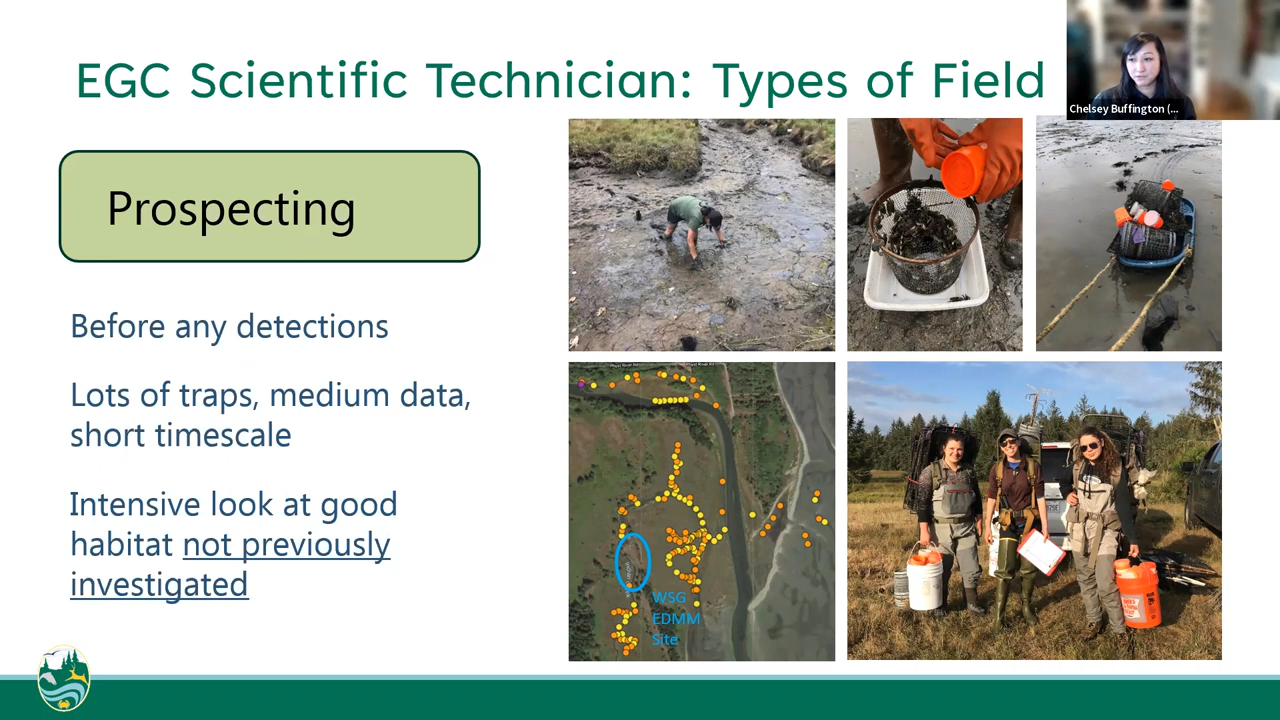 EGC Scientific Technician: Types of Field
Chelsey Buffington (...
Prospecting
Before any detections
Lots of traps, medium data,
short timescale
Intensive look at good
habitat not previously
investigated
WSG
EDMM
Site